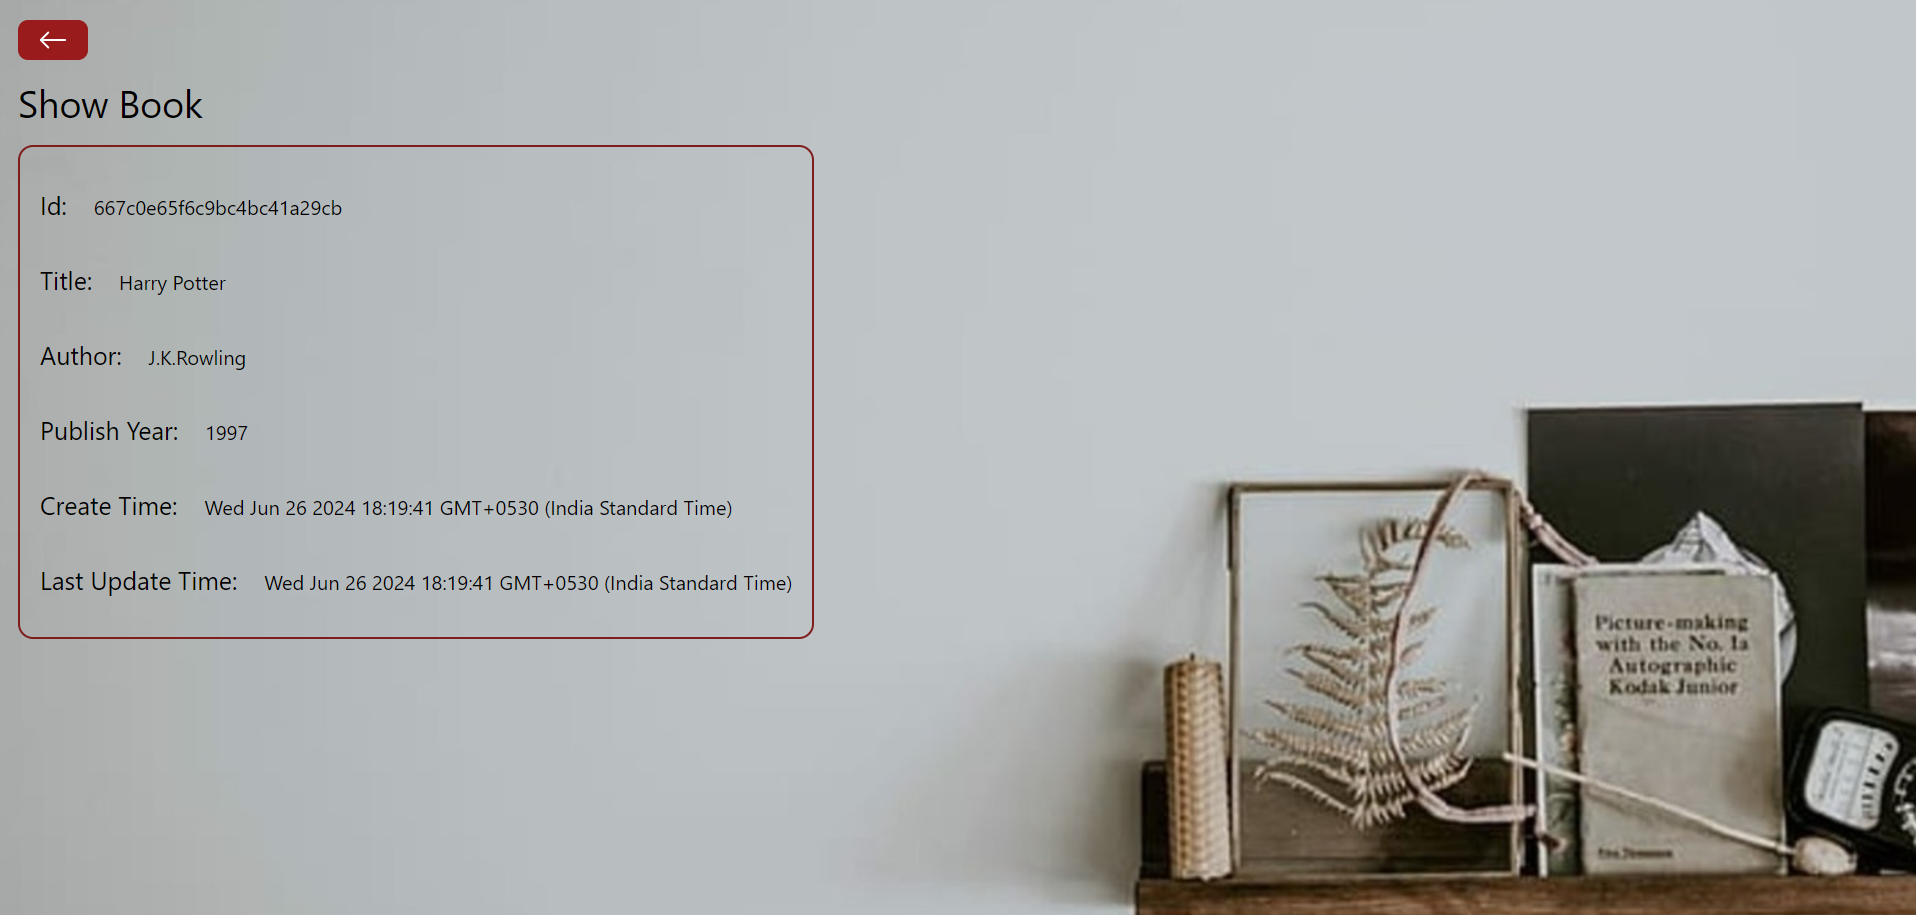 Show Book
Id: 667c0e65f6c9bc4bc41a29cb
Title: Harry Potter
Author: J.K.Rowling
Publish Year: 1997
Create Time: Wed Jun 26 2024 18:19:41 GMT+0530 (India Standard Time)
Last Update Time: Wed Jun 26 2024 18:19:41 GMT+0530 (India Standard Time)
Picture-making
with the No. 1a
Autographic
Kodak Junior